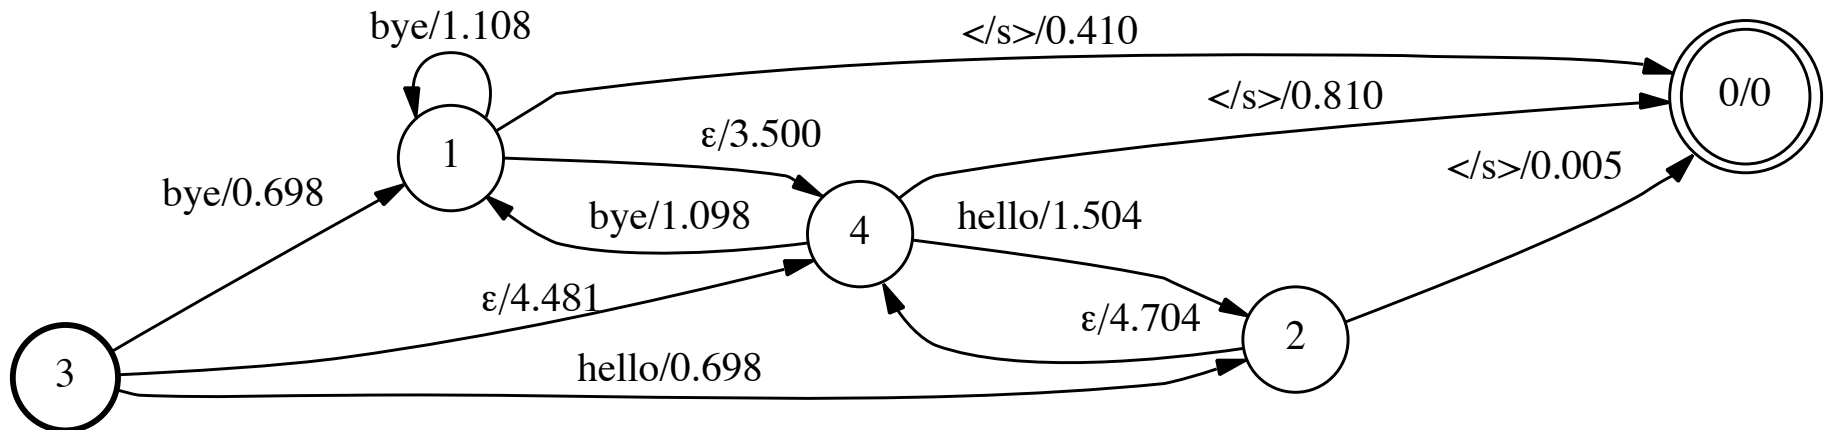 bye/1.108
</s>/0.410
0/0
</s>/0.810
ε/3.500
1
</s>/0.005
bye/0.698
bye/1.098
hello/1.504
4
ε/4.481
ε/4.704
2
3
hello/0.698